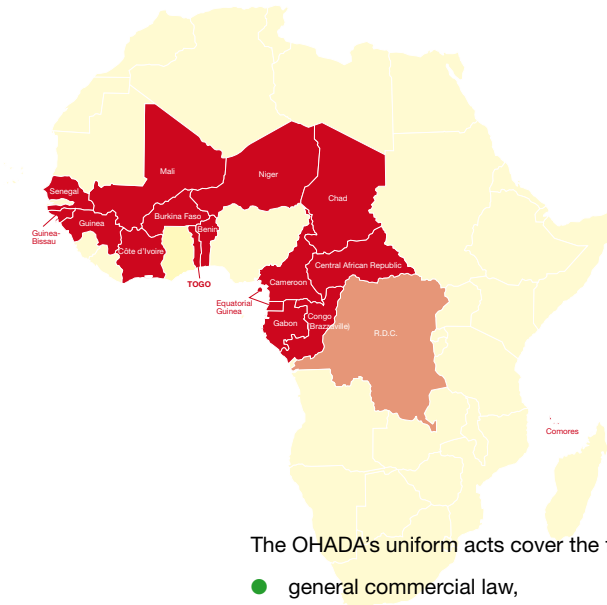 Mali
Niger
Chad
Senegal
Burkina Faso
Benin
Guinea
Guinea-
Bissau
Côte d'Ivoire
TOGO
Central African Republic
Cameroon
Equatorial
Guinea
Gabon
Congo
(Brazzaville)
R.D.C.
Comores
The OHADA's uniform acts cover the
general commercial law,